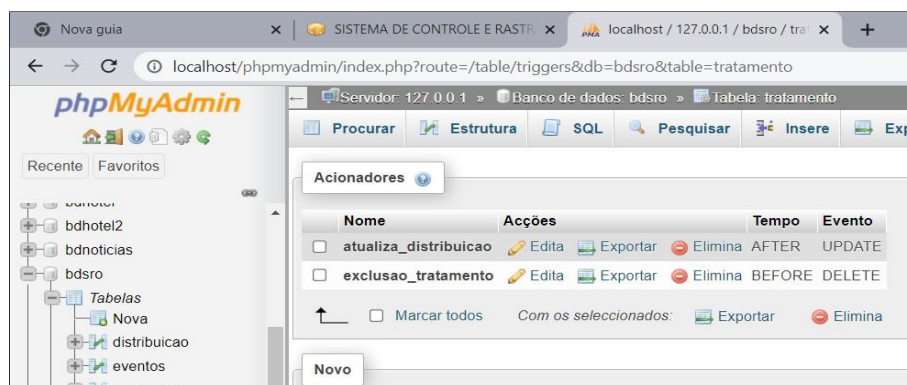 Nova guia
SISTEMA DE CONTROLE E RASTR
localhost / 127.0.0.1 / bdsro / tra
localhost/phpmyadmin/index.php?route=/table/triggers&db=bdsro&table=tratamento
phpMyAdmin
Recente Favoritos
bdhotel2
bdnoticias
bdsro
Tabelas
Nova
distribuicao
eventos
Servidor: 127.0.0.1 » Banco de dados: bdsro » Tabela: tratamento
Procurar Estrutura SQL Pesquisar Insere Exp
Acionadores
Nome Acções Tempo Evento
atualiza_distribuicao Edita Exportar Elimina AFTER UPDATE
exclusao_tratamento Edita Exportar Elimina BEFORE DELETE
Marcar todos Com os seleccionados: Exportar Elimina
Novo